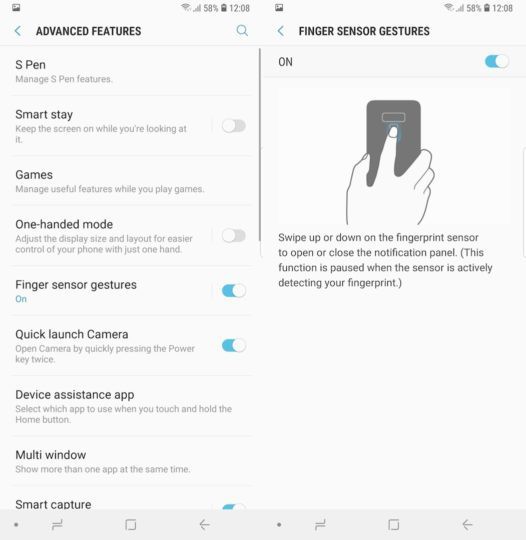 58% 12:08
ADVANCED FEATURES
S Pen
Manage S Pen features.
Smart stay
Keep the screen on while you're looking at
it.
Games
Manage useful features while you play games.
One-handed mode
Adjust the display size and layout for easier
control of your phone with just one hand.
Finger sensor gestures
On
Quick launch Camera
Open Camera by quickly pressing the Power
key twice.
Device assistance app
Select which app to use when you touch and hold the
Home button.
Multi window
Show more than one app at the same time.
Smart capture
58% 12:08
FINGER SENSOR GESTURES
ON
Swipe up or down on the fingerprint sensor
to open or close the notification panel. (This
function is paused when the sensor is actively
detecting your fingerprint.)